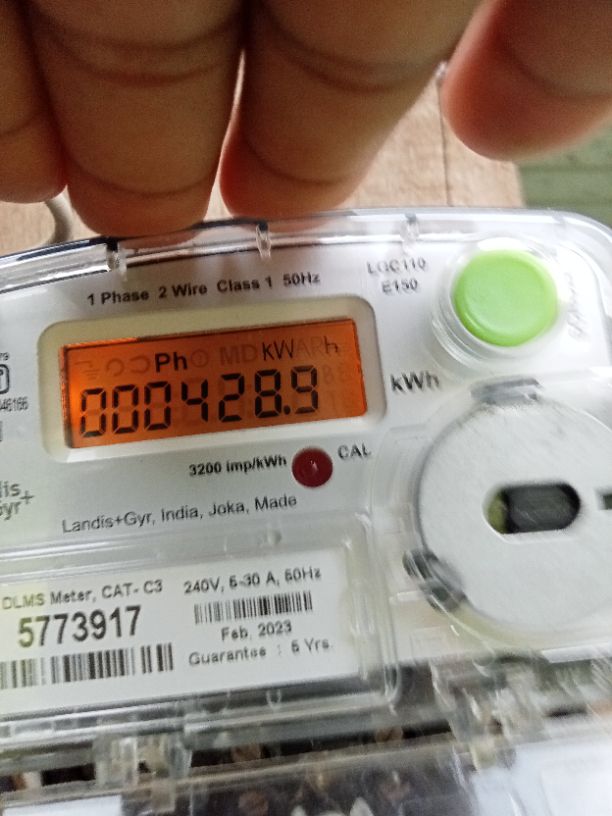 LGC110
E150
1 Phase 2 Wire Class 1 50Hz
Ph MD kWARh
000428.9
kWh
3200 imp/kWh
CAL
Landis+Gyr, India, Joka, Made
DLMS Meter, CAT- C3
5773917
240V, 5-30 A, 50Hz
Feb, 2023
Guarantee : 5 Yrs.